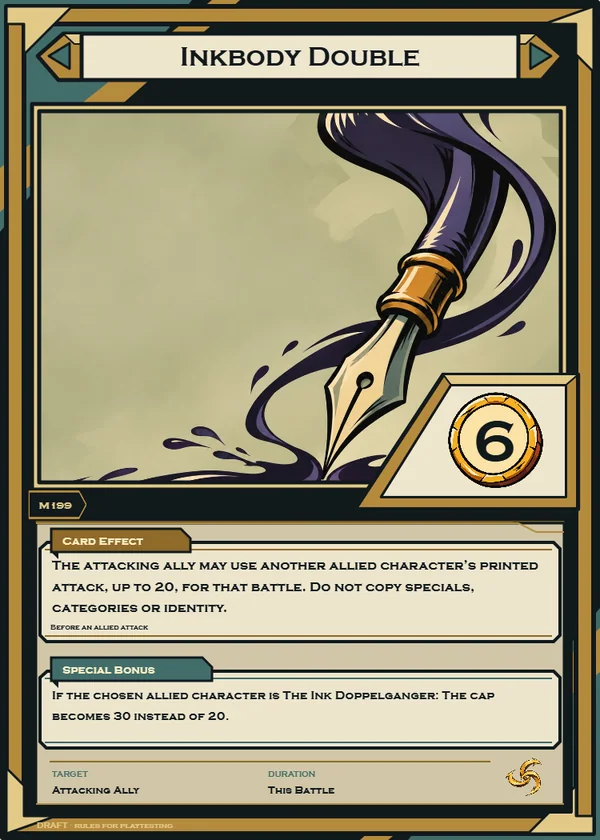 Inkbody Double
6
M199
Card Effect
The attacking ally may use another allied character's printed
attack, up to 20, for that battle. Do not copy specials,
categories or identity.
Before an allied attack
Special Bonus
If the chosen allied character is The Ink Doppelganger: The cap
becomes 30 instead of 20.
Target
Duration
Attacking Ally
This Battle
DRAFT · Rules for playtesting